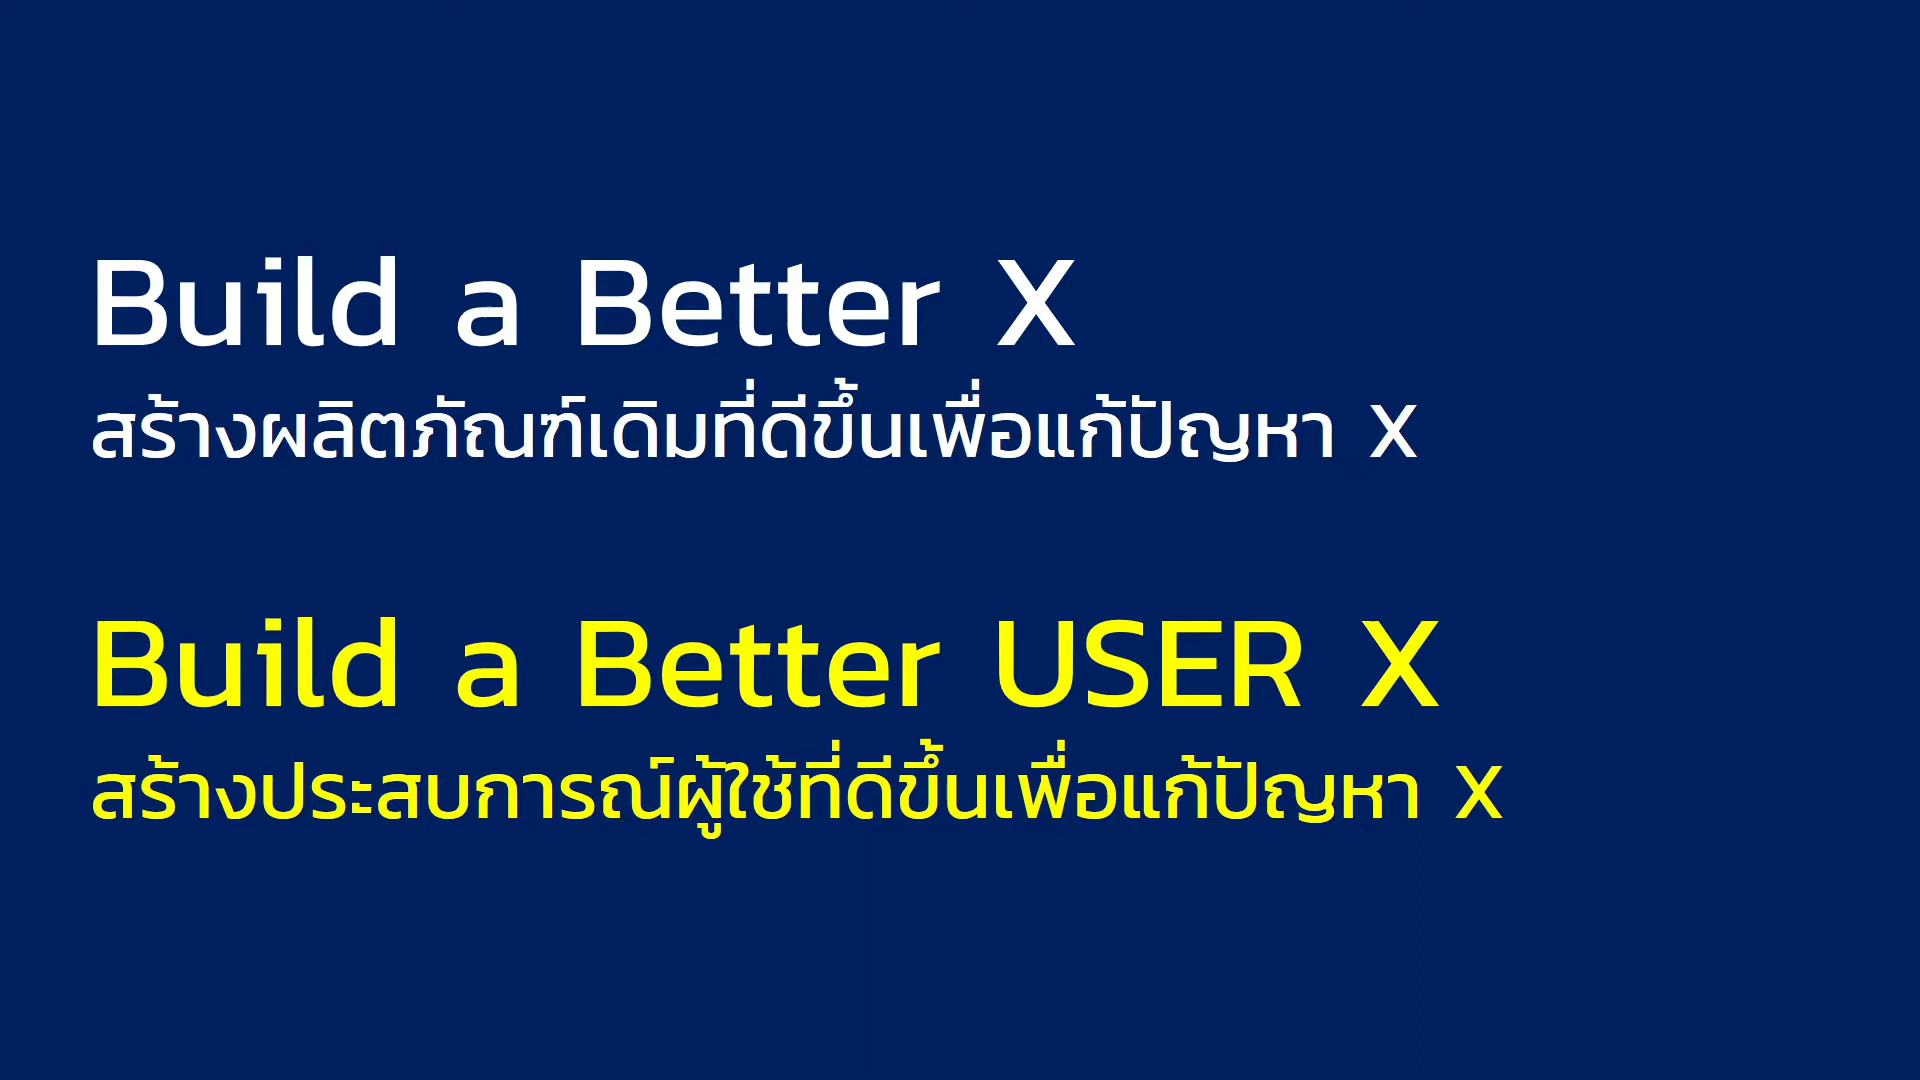 Build a Better X
สร้างผลิตภัณฑ์เดิมที่ดีขึ้นเพื่อแก้ปัญหา X
Build a Better USER X
สร้างประสบการณ์ผู้ใช้ที่ดีขึ้นเพื่อแก้ปัญหา X